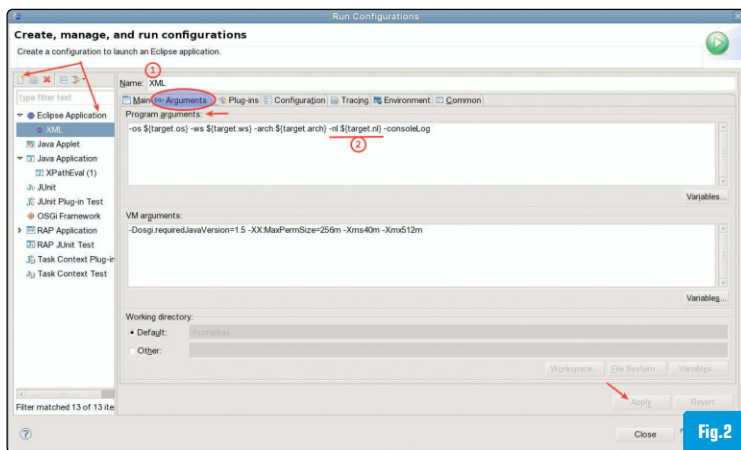 Run Configurations
Create, manage, and run configurations
Create a configuration to launch an Eclipse application.
1
type filter text
Eclipse Application
XML
Java Applet
Java Application
XPathEval (1)
JUnit
JUnit Plug-in Test
OSGi Framework
RAP Application
RAP JUnit Test
Task Context Plug-in
Task Context Test
Filter matched 13 of 13 ite
Name: XML
Main Arguments Plug-ins Configuration Tracing Environment Common
Program arguments:
-os ${target.os} -ws ${target.ws} -arch ${target.arch} -nl ${target.nl} -consoleLog
2
Variables...
VM arguments:
-Dosgi.requiredJavaVersion=1.5 -XX:MaxPermSize=256m -Xms40m -Xmx512m
Variables...
Working directory:
Default: /home/kas
Other:
Workspace... File System... Variables...
Apply Revert
Close
Fig.2